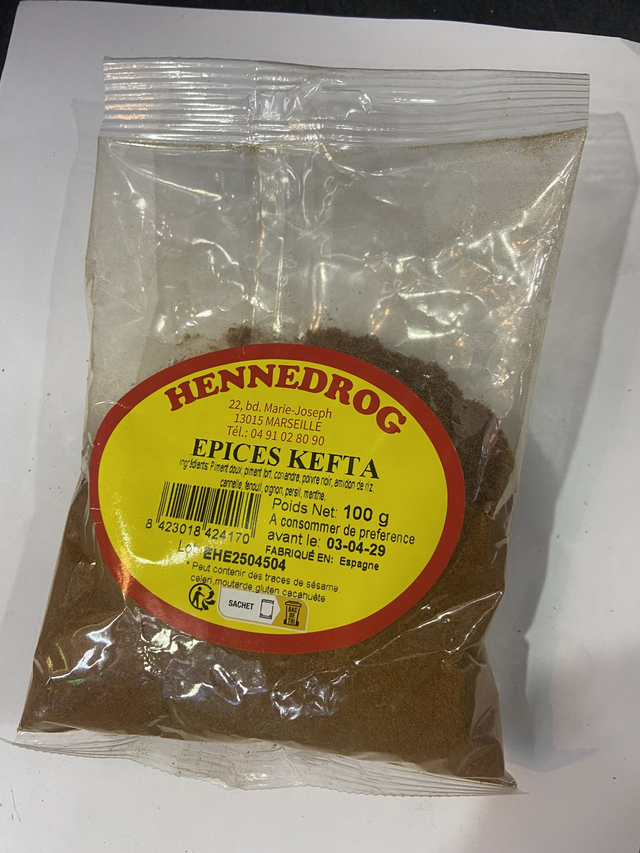 HENNEDROG
22, bd. Marie-Joseph
13015 MARSEILLE
Tél.: 04 91 02 80 90
EPICES KEFTA
Ingrédients: Piment doux, piment fort, coriandre, poivre noir, amidon de riz,
cannelle, fenouil, oignon, persil, menthe.
8 423018 424170
Poids Net: 100 g
A consommer de preference
avant le: 03-04-29
FABRIQUÉ EN: Espagne
Lot EHE2504504
* Peut contenir des traces de sésame,
celeri,moutarde,gluten,cacahuète
SACHET
BAC
DE
TRI